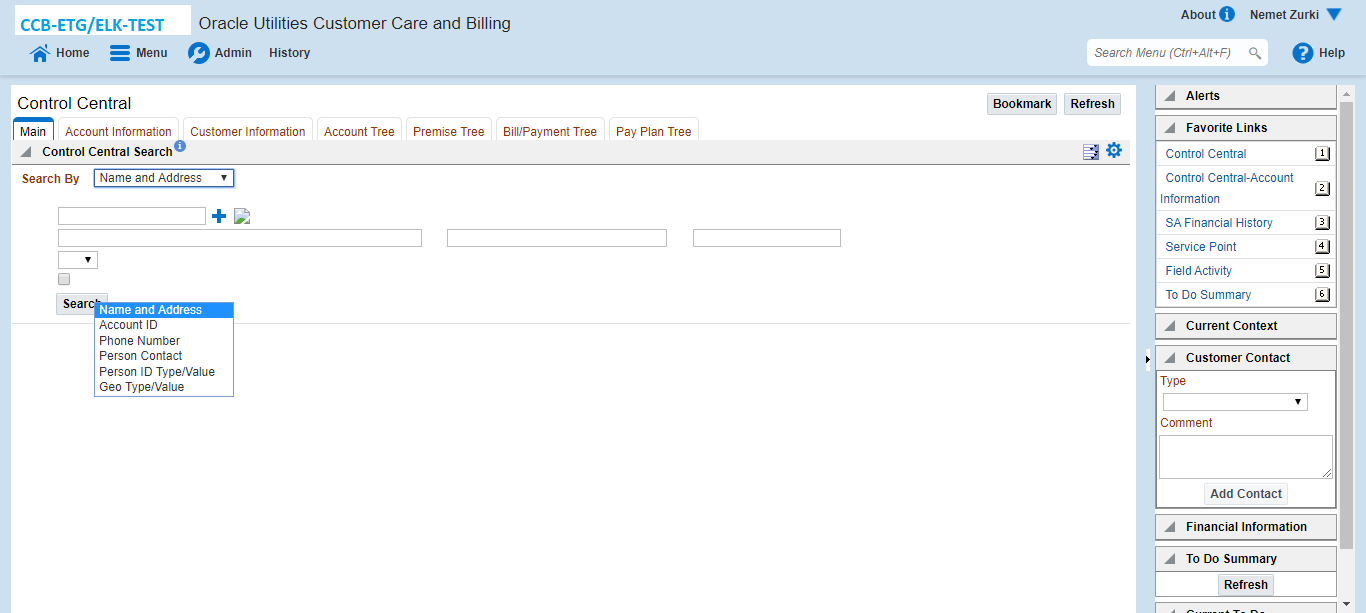 CCB-ETG/ELK-TEST Oracle Utilities Customer Care and Billing
About Nemet Zurki
Home Menu Admin History
Search Menu (Ctrl+Alt+F) Help
Control Central
Bookmark Refresh
Main Account Information Customer Information Account Tree Premise Tree Bill/Payment Tree Pay Plan Tree
Control Central Search
Search By Name and Address
Search
Name and Address
Account ID
Phone Number
Person Contact
Person ID Type/Value
Geo Type/Value
Alerts
Favorite Links
Control Central 1
Control Central-Account
Information 2
SA Financial History 3
Service Point 4
Field Activity 5
To Do Summary 6
Current Context
Customer Contact
Type
Comment
Add Contact
Financial Information
To Do Summary
Refresh
Current To Do